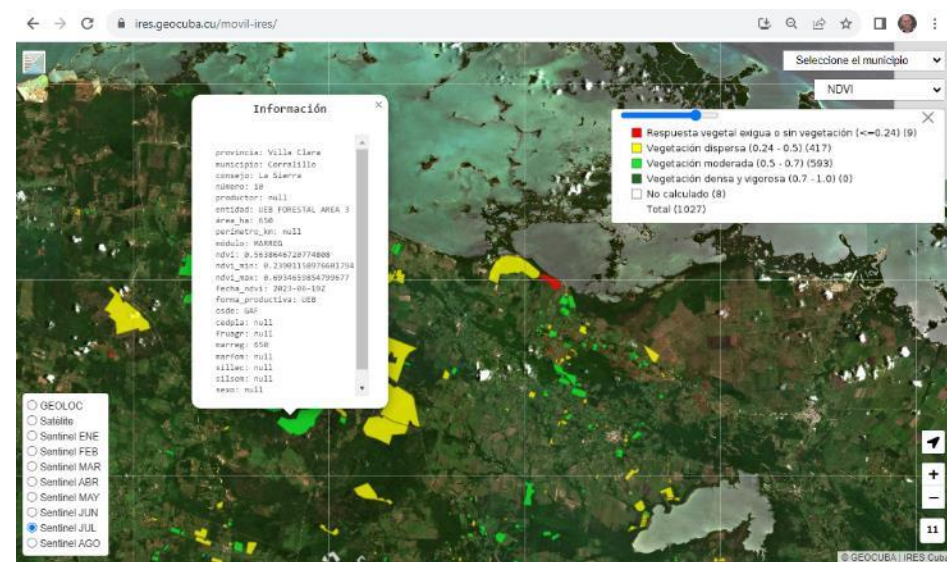 ires.geocuba.cu/movil-ires/
Seleccione el municipio
NDVI
Información
×
provincia: Villa Clara
municipio: Corralillo
consejo: La Sierra
número: 10
productor: null
entidad: UEB FORESTAL AREA 3
área_ha: 650
perímetro_km: null
módulo: MARREG
ndvi: 0.5638646720774808
ndvi_min: 0.23901150976601794
ndvi_max: 0.6934659854799677
fecha_ndvi: 2023-06-19Z
forma_productiva: UEB
osde: GAF
cedpla: null
fruagr: null
marreg: 650
marfom: null
sillec: null
silsom: null
sexo: null
Respuesta vegetal exigua o sin vegetación (<=0.24) (9)
Vegetación dispersa (0.24 - 0.5) (417)
Vegetación moderada (0.5 - 0.7) (593)
Vegetación densa y vigorosa (0.7 - 1.0) (0)
No calculado (8)
Total (1027)
GEOLOC
Satélite
Sentinel ENE
Sentinel FEB
Sentinel MAR
Sentinel ABR
Sentinel MAY
Sentinel JUN
Sentinel JUL
Sentinel AGO
+
−
11
© GEOCUBA | IRES Cuba